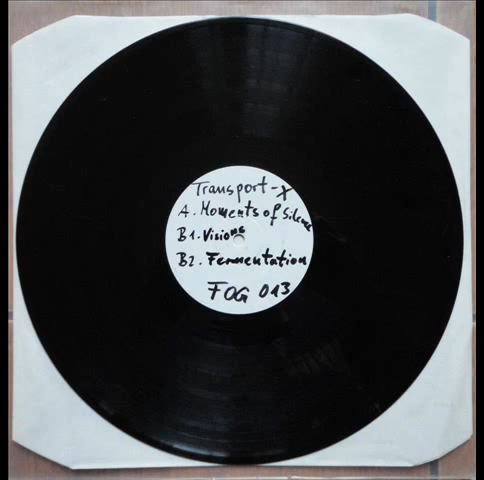 Transport-X
A. Moments of Silence
B1. Visions
B2. Fermentation
FOG 013